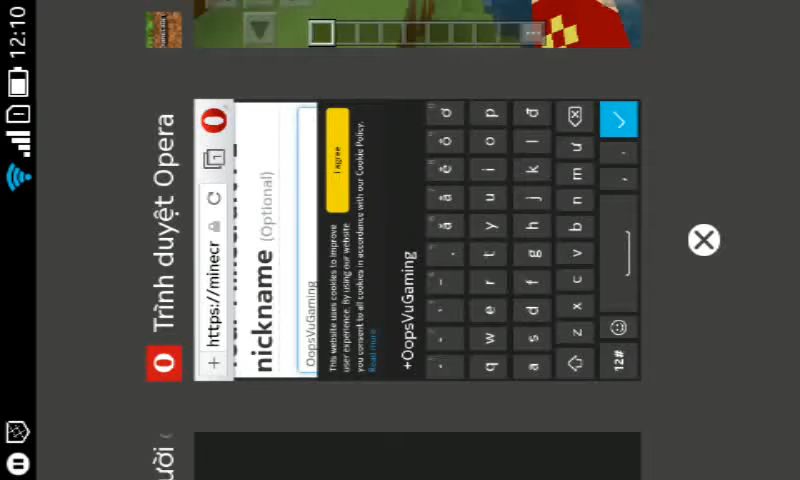 12:10
ười
Trình duyệt Opera
+ https://minecr 1
nickname (Optional)
OopsVuGaming
This website uses cookies to improve
user experience. By using our website
you consent to all cookies in accordance with our Cookie Policy.
Read more
I agree
+OopsVuGaming
ă â ê ô ơ
q w e r t y u i o p
a s d f g h j k l đ
z x c v b n m ư
12# , .